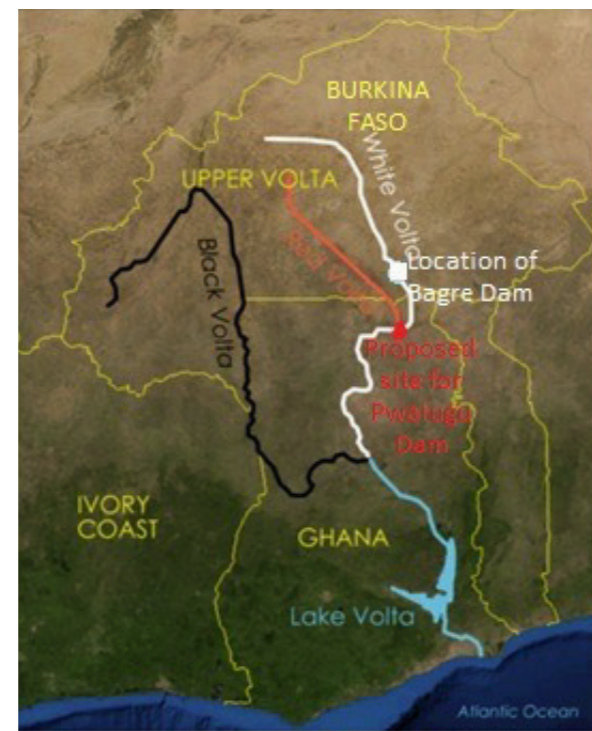 BURKINA
FASO
White Volta
UPPER VOLTA
Red Volta
Black Volta
Location of
Bagre Dam
Proposed
site for
Pwalugu
Dam
IVORY
COAST
GHANA
Lake Volta
Atlantic Ocean